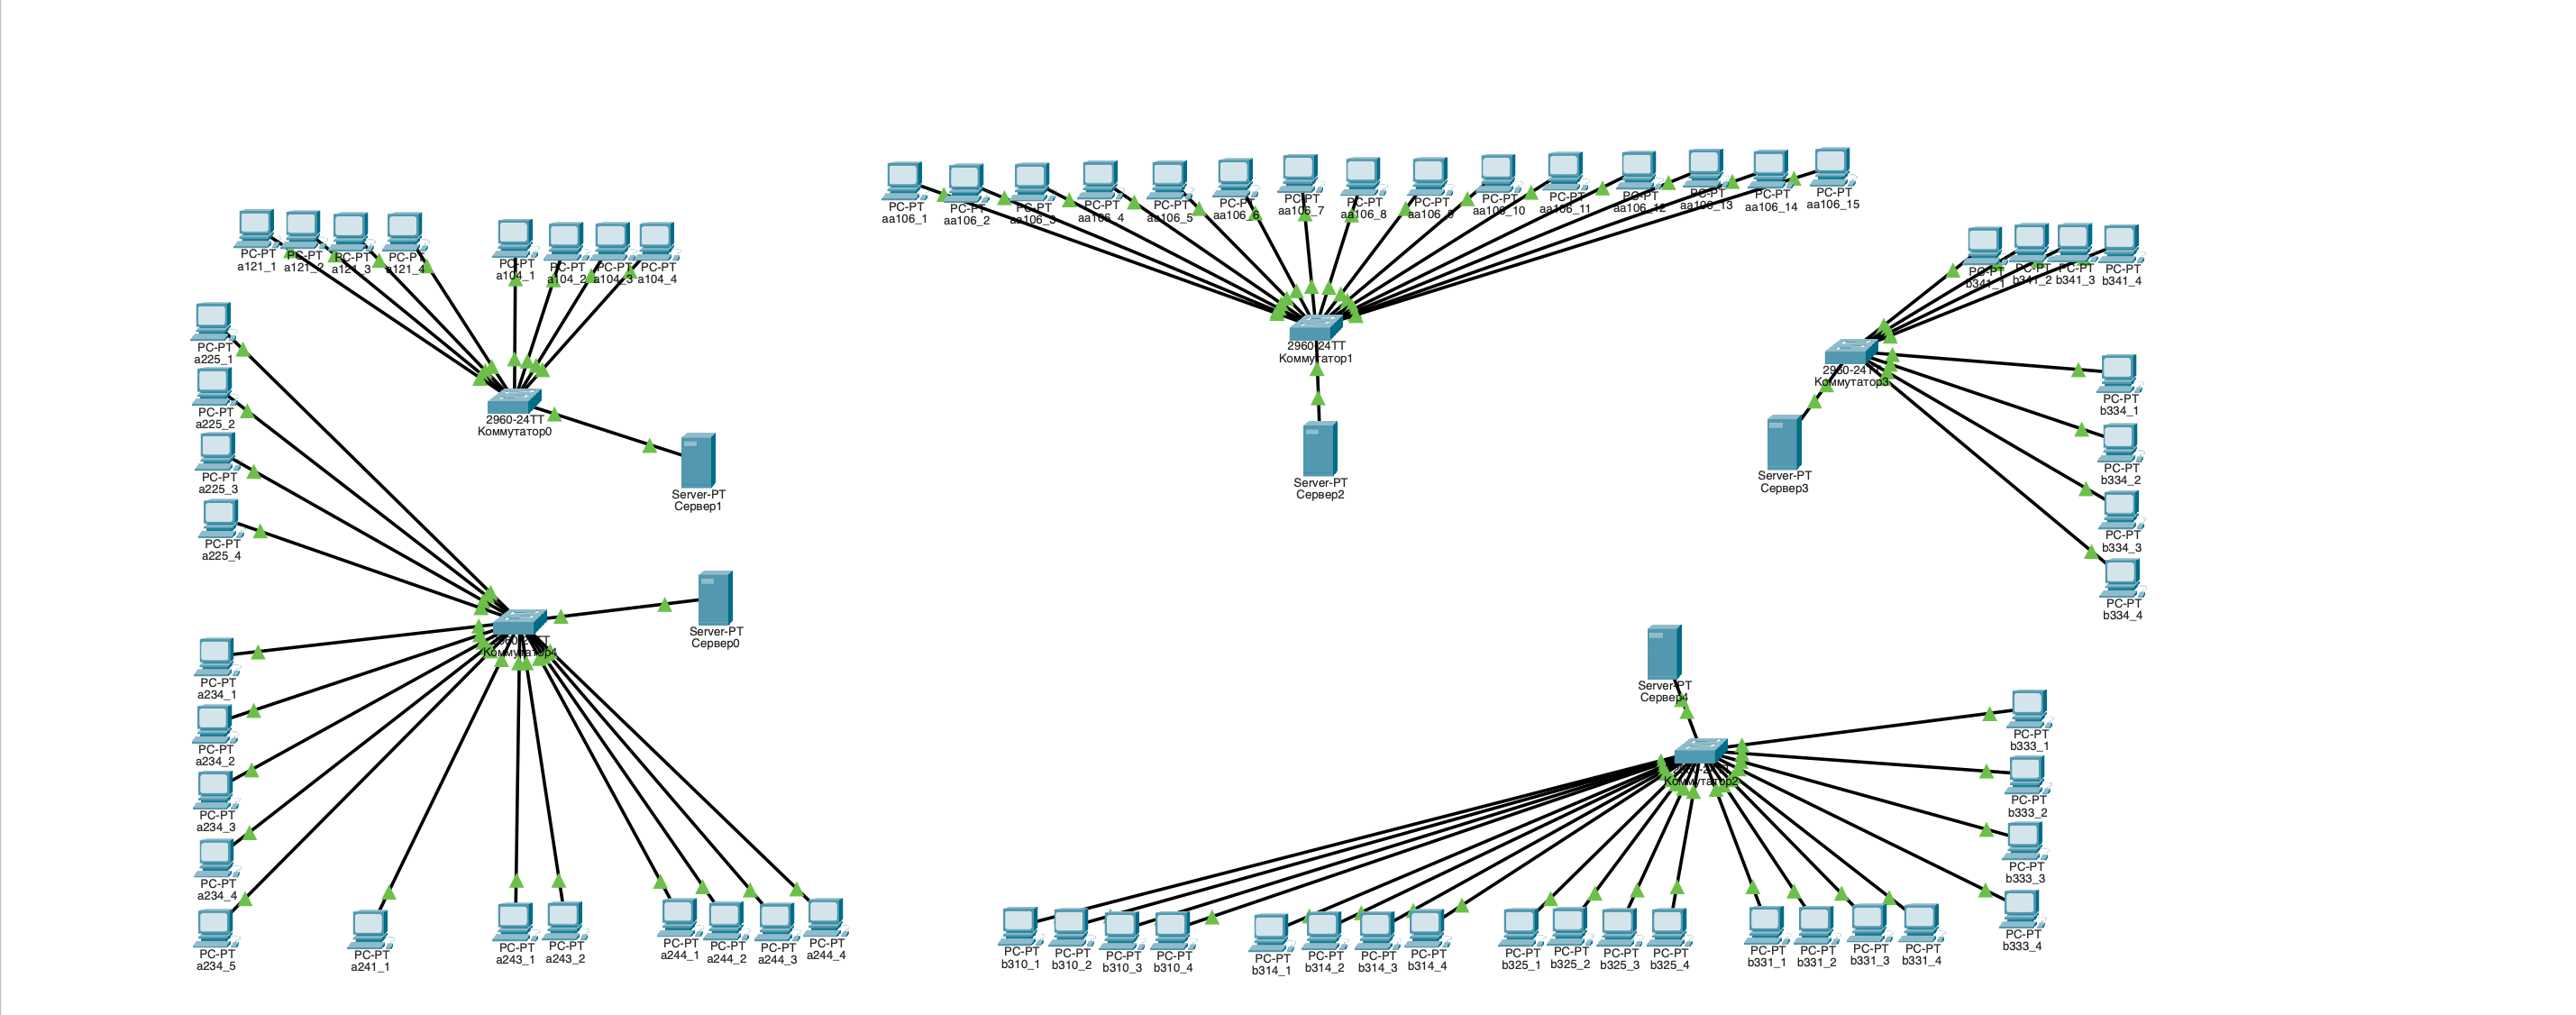 PC-PT
a121_1
PC-PT
a121_2
PC-PT
a121_3
PC-PT
a121_4
PC-PT
a104_1
PC-PT
a104_2
PC-PT
a104_3
PC-PT
a104_4
2960-24TT
Коммутатор0
Server-PT
Сервер1
PC-PT
a225_1
PC-PT
a225_2
PC-PT
a225_3
PC-PT
a225_4
2960-24TT
Коммутатор4
Server-PT
Сервер0
PC-PT
a234_1
PC-PT
a234_2
PC-PT
a234_3
PC-PT
a234_4
PC-PT
a234_5
PC-PT
a241_1
PC-PT
a243_1
PC-PT
a243_2
PC-PT
a244_1
PC-PT
a244_2
PC-PT
a244_3
PC-PT
a244_4
PC-PT
aa106_1
PC-PT
aa106_2
PC-PT
aa106_3
PC-PT
aa106_4
PC-PT
aa106_5
PC-PT
aa106_6
PC-PT
aa106_7
PC-PT
aa106_8
PC-PT
aa106_9
PC-PT
aa106_10
PC-PT
aa106_11
PC-PT
aa106_12
PC-PT
aa106_13
PC-PT
aa106_14
PC-PT
aa106_15
2960-24TT
Коммутатор1
Server-PT
Сервер2
PC-PT
b341_1
PC-PT
b341_2
PC-PT
b341_3
PC-PT
b341_4
2960-24TT
Коммутатор3
Server-PT
Сервер3
PC-PT
b334_1
PC-PT
b334_2
PC-PT
b334_3
PC-PT
b334_4
Server-PT
Сервер4
Коммутатор2
PC-PT
b333_1
PC-PT
b333_2
PC-PT
b333_3
PC-PT
b333_4
PC-PT
b310_1
PC-PT
b310_2
PC-PT
b310_3
PC-PT
b310_4
PC-PT
b314_1
PC-PT
b314_2
PC-PT
b314_3
PC-PT
b314_4
PC-PT
b325_1
PC-PT
b325_2
PC-PT
b325_3
PC-PT
b325_4
PC-PT
b331_1
PC-PT
b331_2
PC-PT
b331_3
PC-PT
b331_4